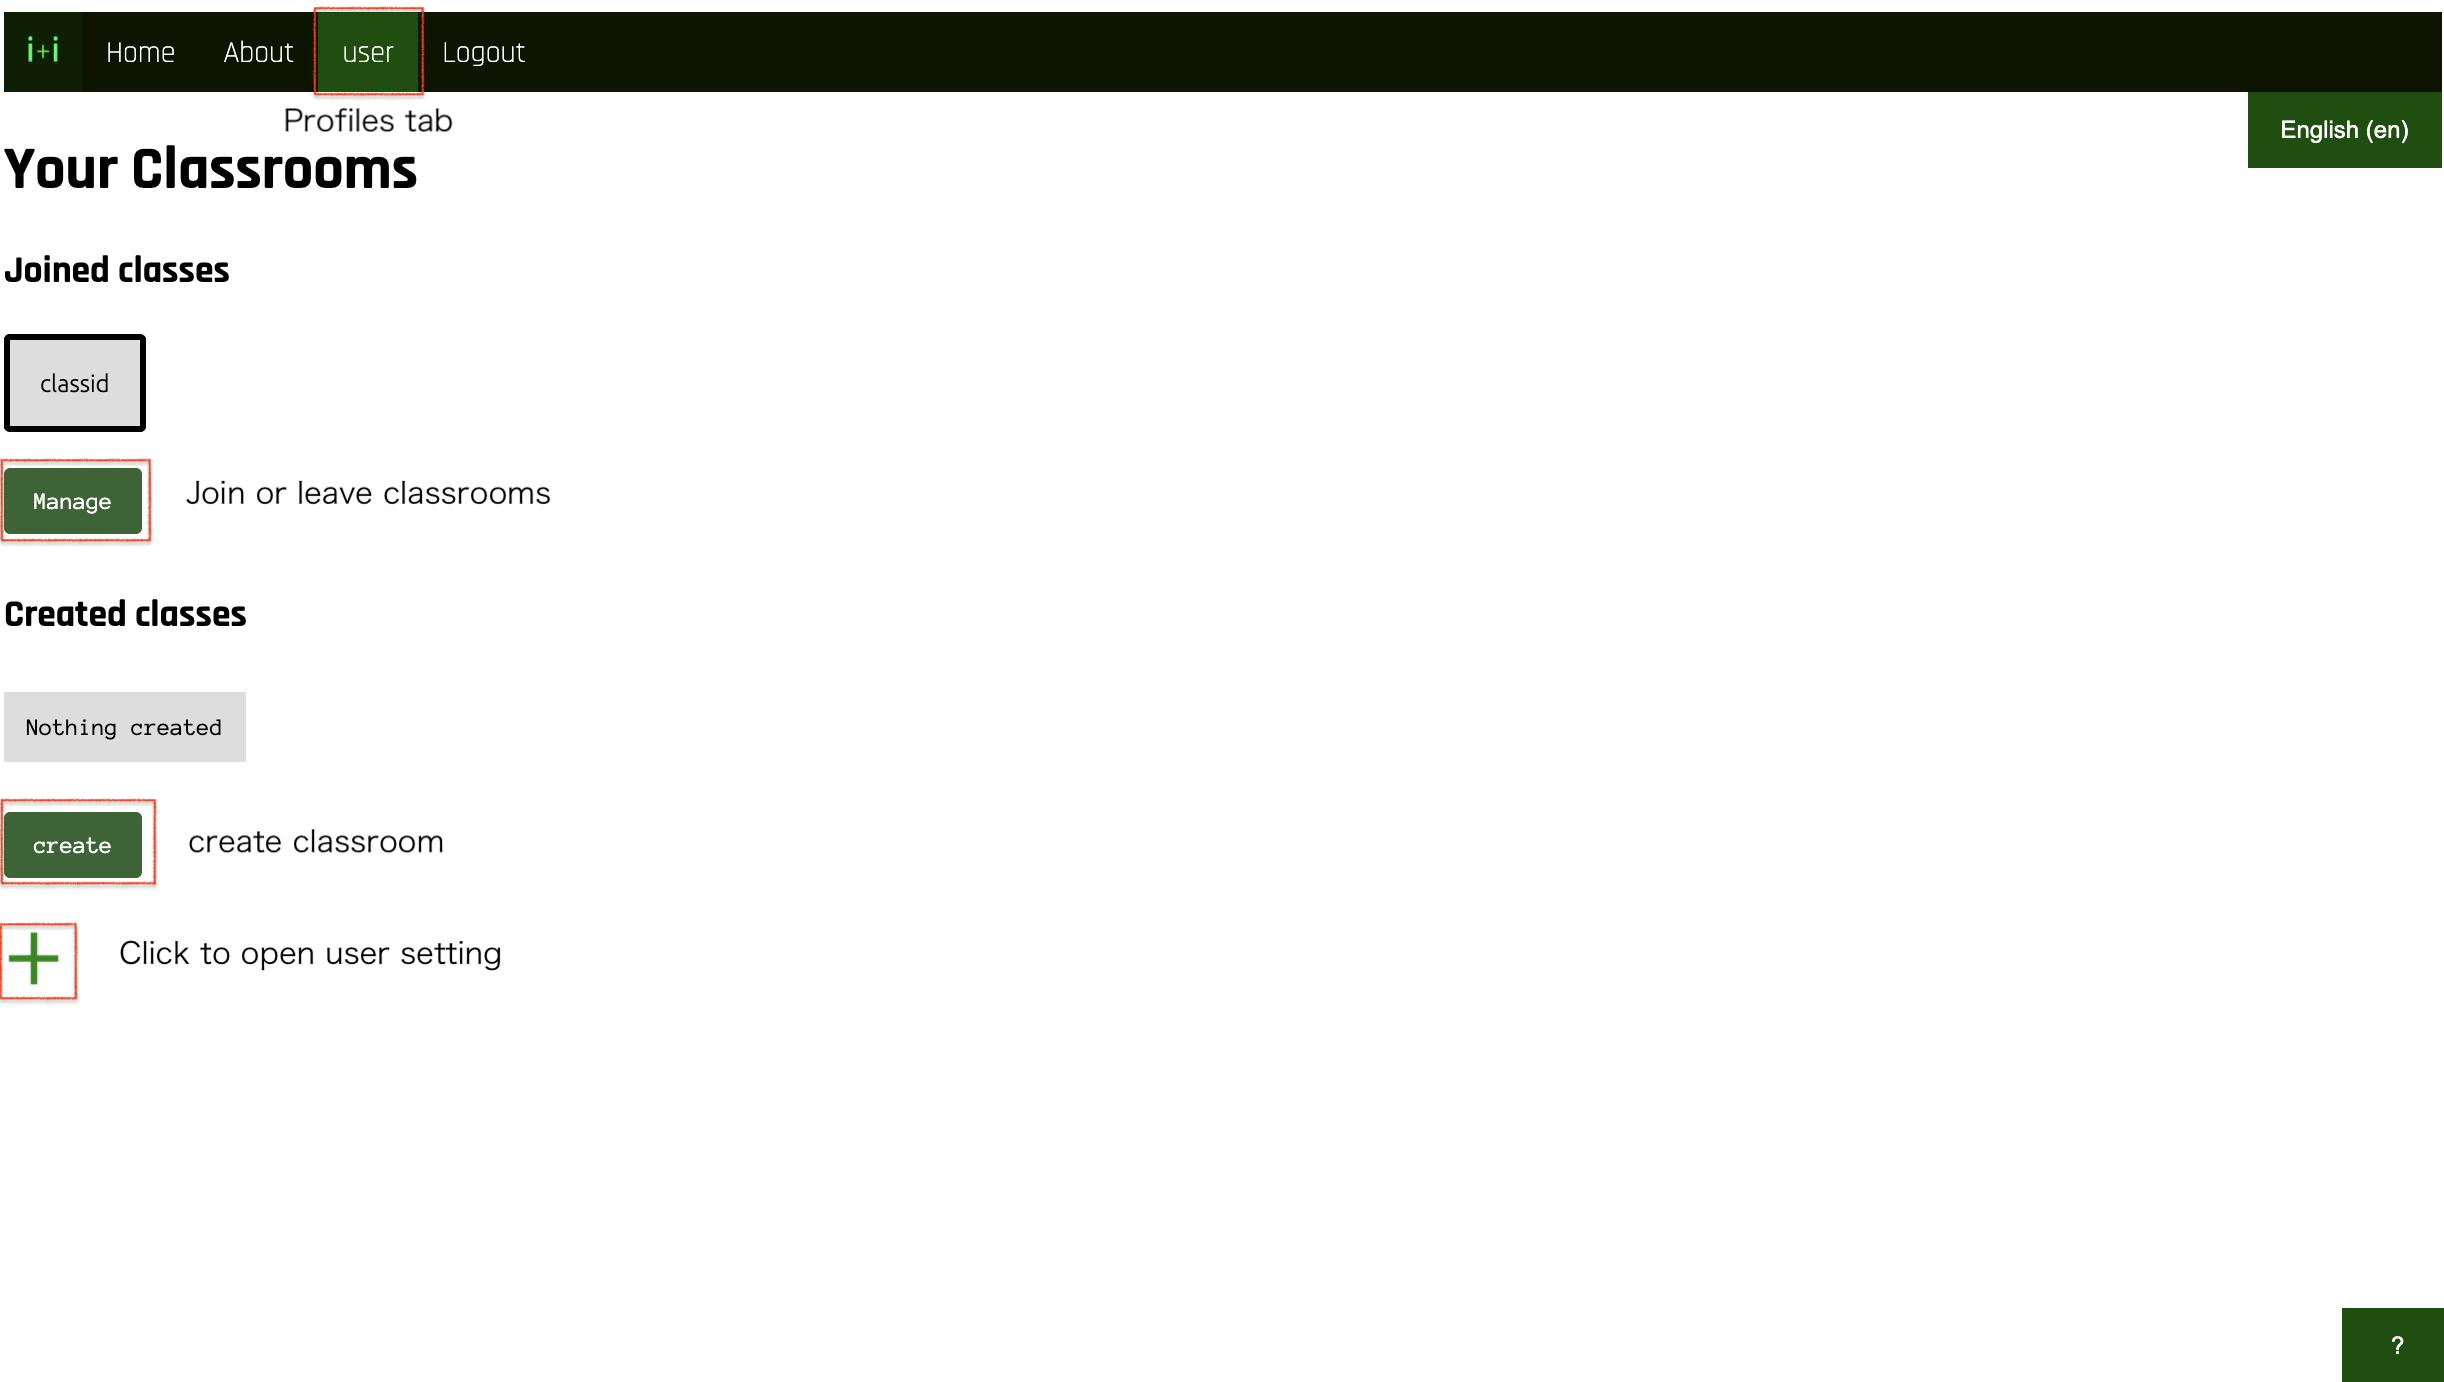 i+i Home About user Logout
Profiles tab
English (en)
Your Classrooms
Joined classes
classid
Manage
Join or leave classrooms
Created classes
Nothing created
create
create classroom
Click to open user setting
?